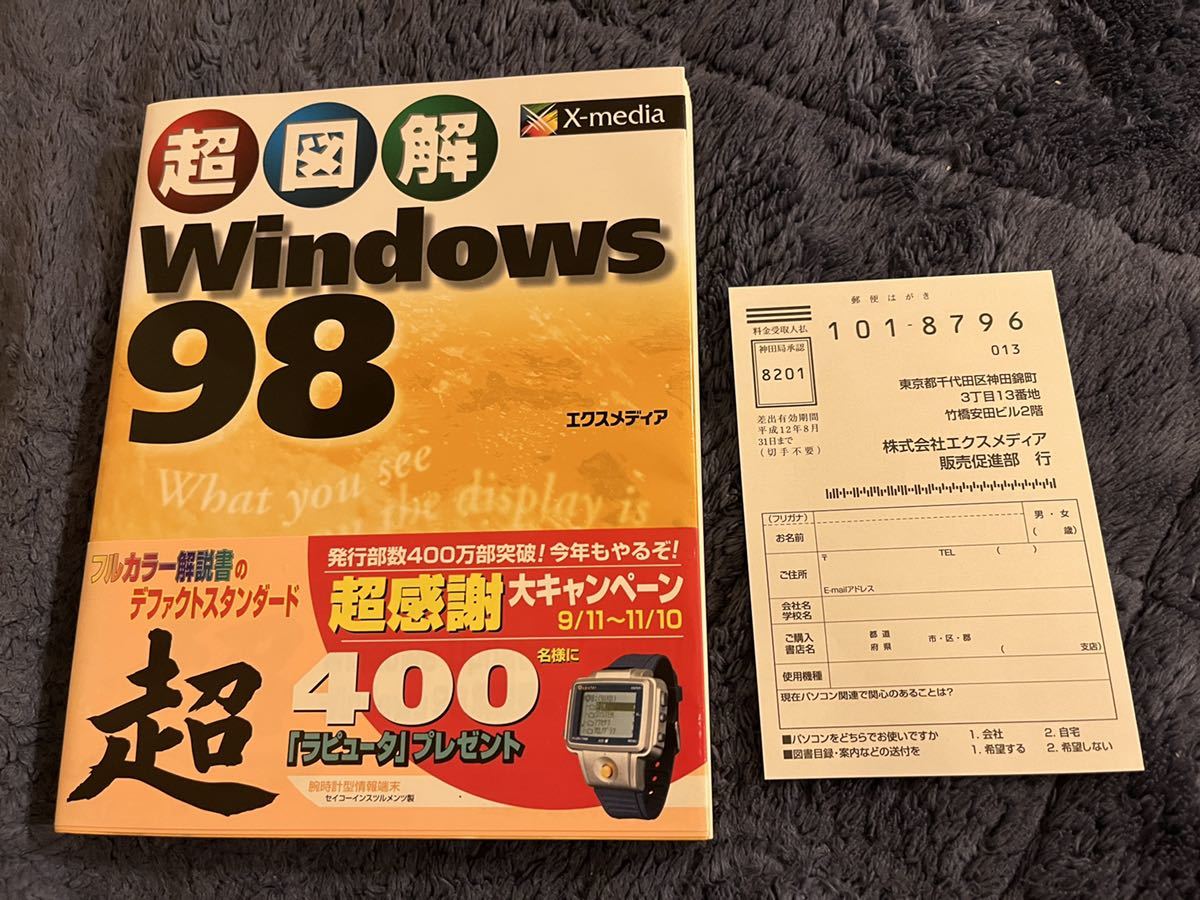 超図解
X-media
Windows
98
エクスメディア
What you see
the display is
フルカラー解説書の
デファクトスタンダード
超
発行部数400万部突破!今年もやるぞ!
超感謝大キャンペーン
9/11〜11/10
400名様に
「ラピュータ」プレゼント
腕時計型情報端末
セイコーインスツルメンツ製
郵便はがき
料金受取人払
神田局承認
8201
差出有効期間
平成12年8月
31日まで
(切手不要)
101-8796
013
東京都千代田区神田錦町
3丁目13番地
竹橋安田ビル2階
株式会社エクスメディア
販売促進部 行
(フリガナ)
お名前
男・女
( 歳)
ご住所
〒 TEL ( )
E-mailアドレス
会社名
学校名
ご購入
書店名
都道
府県
市・区・郡
( 支店)
使用機種
現在パソコン関連で関心のあることは?
■パソコンをどちらでお使いですか 1. 会社 2. 自宅
■図書目録・案内などの送付を 1. 希望する 2. 希望しない